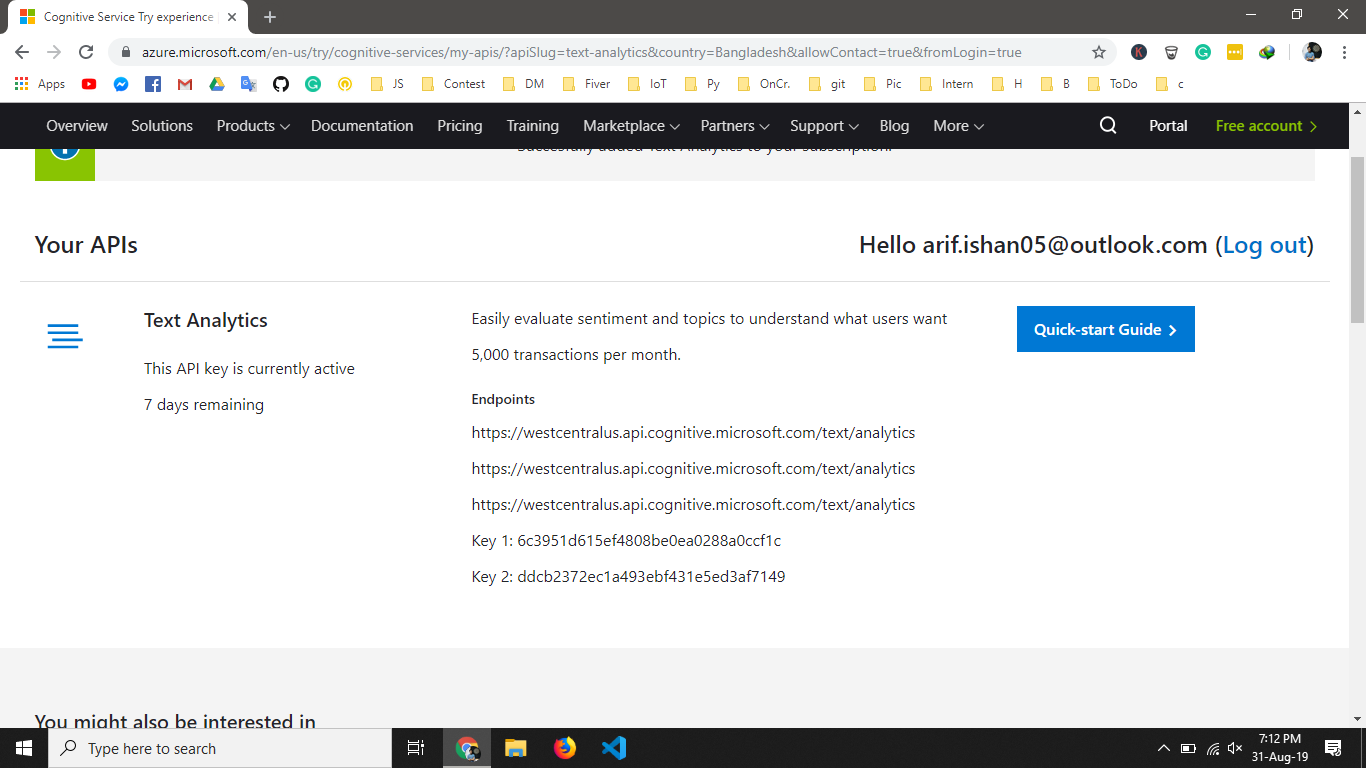 Cognitive Service Try experience
azure.microsoft.com/en-us/try/cognitive-services/my-apis/?apiSlug=text-analytics&country=Bangladesh&allowContact=true&fromLogin=true
Apps JS Contest DM Fiver IoT Py OnCr. git Pic Intern H B ToDo c
Overview Solutions Products Documentation Pricing Training Marketplace Partners Support Blog More Portal Free account
Succesfully added Text Analytics to your subscription.
Your APIs
Hello arif.ishan05@outlook.com (Log out)
Text Analytics
This API key is currently active
7 days remaining
Easily evaluate sentiment and topics to understand what users want
5,000 transactions per month.
Endpoints
https://westcentralus.api.cognitive.microsoft.com/text/analytics
https://westcentralus.api.cognitive.microsoft.com/text/analytics
https://westcentralus.api.cognitive.microsoft.com/text/analytics
Key 1: 6c3951d615ef4808be0ea0288a0ccf1c
Key 2: ddcb2372ec1a493ebf431e5ed3af7149
Quick-start Guide
You might also be interested in
Type here to search
7:12 PM
31-Aug-19